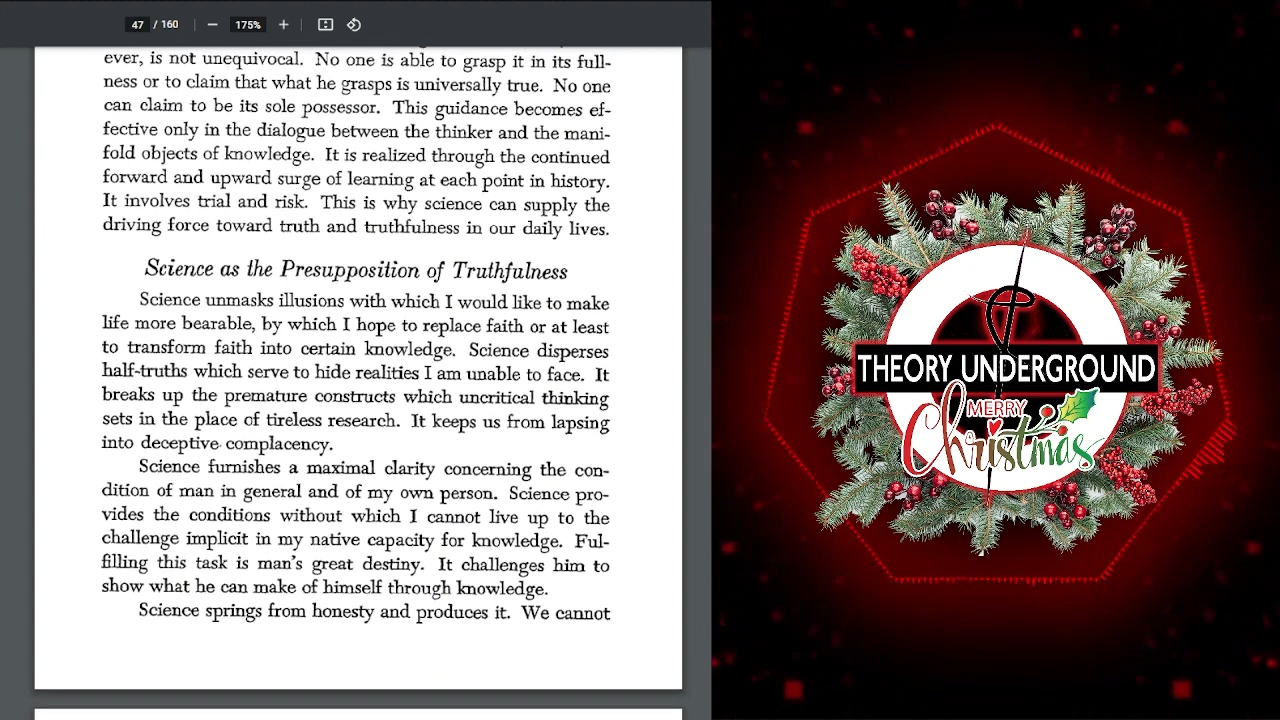 47 / 160 175%
ever, is not unequivocal. No one is able to grasp it in its full-
ness or to claim that what he grasps is universally true. No one
can claim to be its sole possessor. This guidance becomes ef-
fective only in the dialogue between the thinker and the mani-
fold objects of knowledge. It is realized through the continued
forward and upward surge of learning at each point in history.
It involves trial and risk. This is why science can supply the
driving force toward truth and truthfulness in our daily lives.
Science as the Presupposition of Truthfulness
Science unmasks illusions with which I would like to make
life more bearable, by which I hope to replace faith or at least
to transform faith into certain knowledge. Science disperses
half-truths which serve to hide realities I am unable to face. It
breaks up the premature constructs which uncritical thinking
sets in the place of tireless research. It keeps us from lapsing
into deceptive complacency.
Science furnishes a maximal clarity concerning the con-
dition of man in general and of my own person. Science pro-
vides the conditions without which I cannot live up to the
challenge implicit in my native capacity for knowledge. Ful-
filling this task is man's great destiny. It challenges him to
show what he can make of himself through knowledge.
Science springs from honesty and produces it. We cannot
THEORY UNDERGROUND
MERRY
Christmas